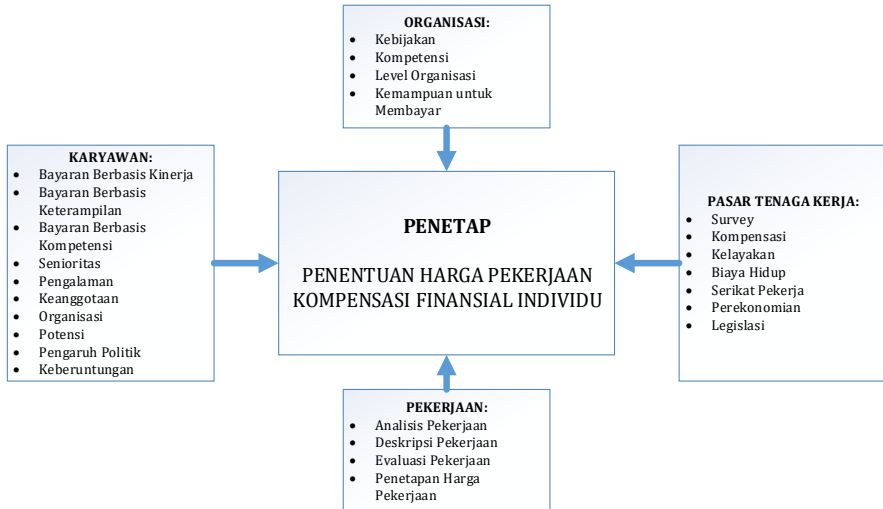 ORGANISASI:
• Kebijakan
• Kompetensi
• Level Organisasi
• Kemampuan untuk
Membayar
KARYAWAN:
• Bayaran Berbasis Kinerja
• Bayaran Berbasis
Keterampilan
• Bayaran Berbasis
Kompetensi
• Senioritas
• Pengalaman
• Keanggotaan
• Organisasi
• Potensi
• Pengaruh Politik
• Keberuntungan
PENETAP
PENENTUAN HARGA PEKERJAAN
KOMPENSASI FINANSIAL INDIVIDU
PASAR TENAGA KERJA:
• Survey
• Kompensasi
• Kelayakan
• Biaya Hidup
• Serikat Pekerja
• Perekonomian
• Legislasi
PEKERJAAN:
• Analisis Pekerjaan
• Deskripsi Pekerjaan
• Evaluasi Pekerjaan
• Penetapan Harga
Pekerjaan